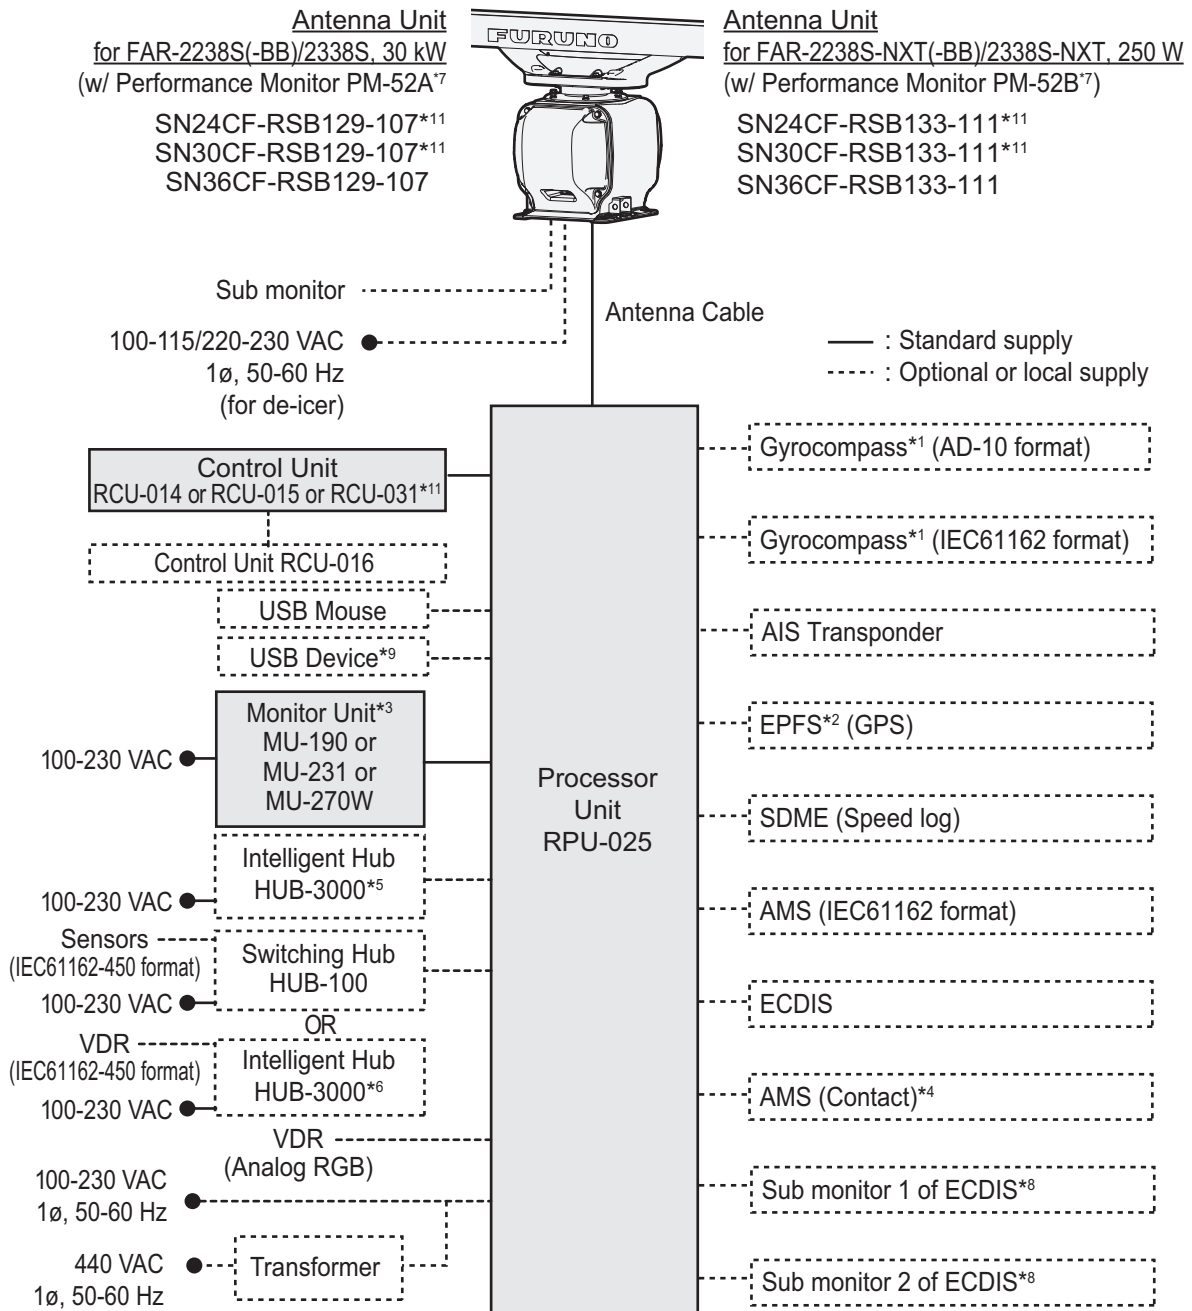 Antenna Unit
for FAR-2238S(-BB)/2338S, 30 kW
(w/ Performance Monitor PM-52A*7
SN24CF-RSB129-107*11
SN30CF-RSB129-107*11
SN36CF-RSB129-107
FURUNO
Antenna Unit
for FAR-2238S-NXT(-BB)/2338S-NXT, 250 W
(w/ Performance Monitor PM-52B*7)
SN24CF-RSB133-111*11
SN30CF-RSB133-111*11
SN36CF-RSB133-111
Sub monitor
100-115/220-230 VAC
1ø, 50-60 Hz
(for de-icer)
Antenna Cable
: Standard supply
: Optional or local supply
Control Unit
RCU-014 or RCU-015 or RCU-031*11
Control Unit RCU-016
USB Mouse
USB Device*9
Monitor Unit*3
MU-190 or
MU-231 or
MU-270W
100-230 VAC
Intelligent Hub
HUB-3000*5
100-230 VAC
Sensors
(IEC61162-450 format)
Switching Hub
HUB-100
100-230 VAC
OR
VDR
(IEC61162-450 format)
Intelligent Hub
HUB-3000*6
100-230 VAC
VDR
(Analog RGB)
100-230 VAC
1ø, 50-60 Hz
440 VAC
1ø, 50-60 Hz
Transformer
Processor
Unit
RPU-025
Gyrocompass*1 (AD-10 format)
Gyrocompass*1 (IEC61162 format)
AIS Transponder
EPFS*2 (GPS)
SDME (Speed log)
AMS (IEC61162 format)
ECDIS
AMS (Contact)*4
Sub monitor 1 of ECDIS*8
Sub monitor 2 of ECDIS*8